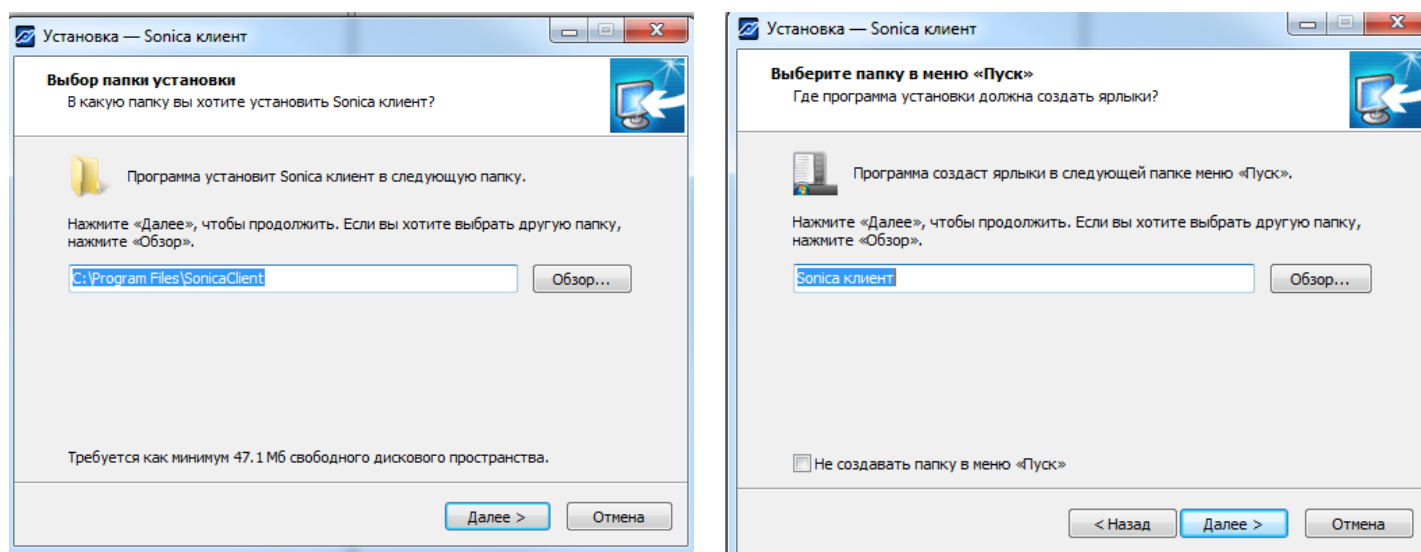 Установка — Sonica клиент
Выбор папки установки
В какую папку вы хотите установить Sonica клиент?
Программа установит Sonica клиент в следующую папку.
Нажмите «Далее», чтобы продолжить. Если вы хотите выбрать другую папку,
нажмите «Обзор».
C:\Program Files\SonicaClient
Обзор...
Требуется как минимум 47.1 Мб свободного дискового пространства.
Далее >
Отмена
Установка — Sonica клиент
Выберите папку в меню «Пуск»
Где программа установки должна создать ярлыки?
Программа создаст ярлыки в следующей папке меню «Пуск».
Нажмите «Далее», чтобы продолжить. Если вы хотите выбрать другую папку,
нажмите «Обзор».
Sonica клиент
Обзор...
Не создавать папку в меню «Пуск»
< Назад
Далее >
Отмена